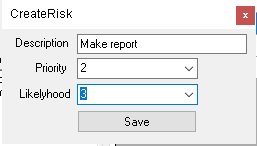 CreateRisk x
Description Make report
Priority 2
Likelyhood 3
Save